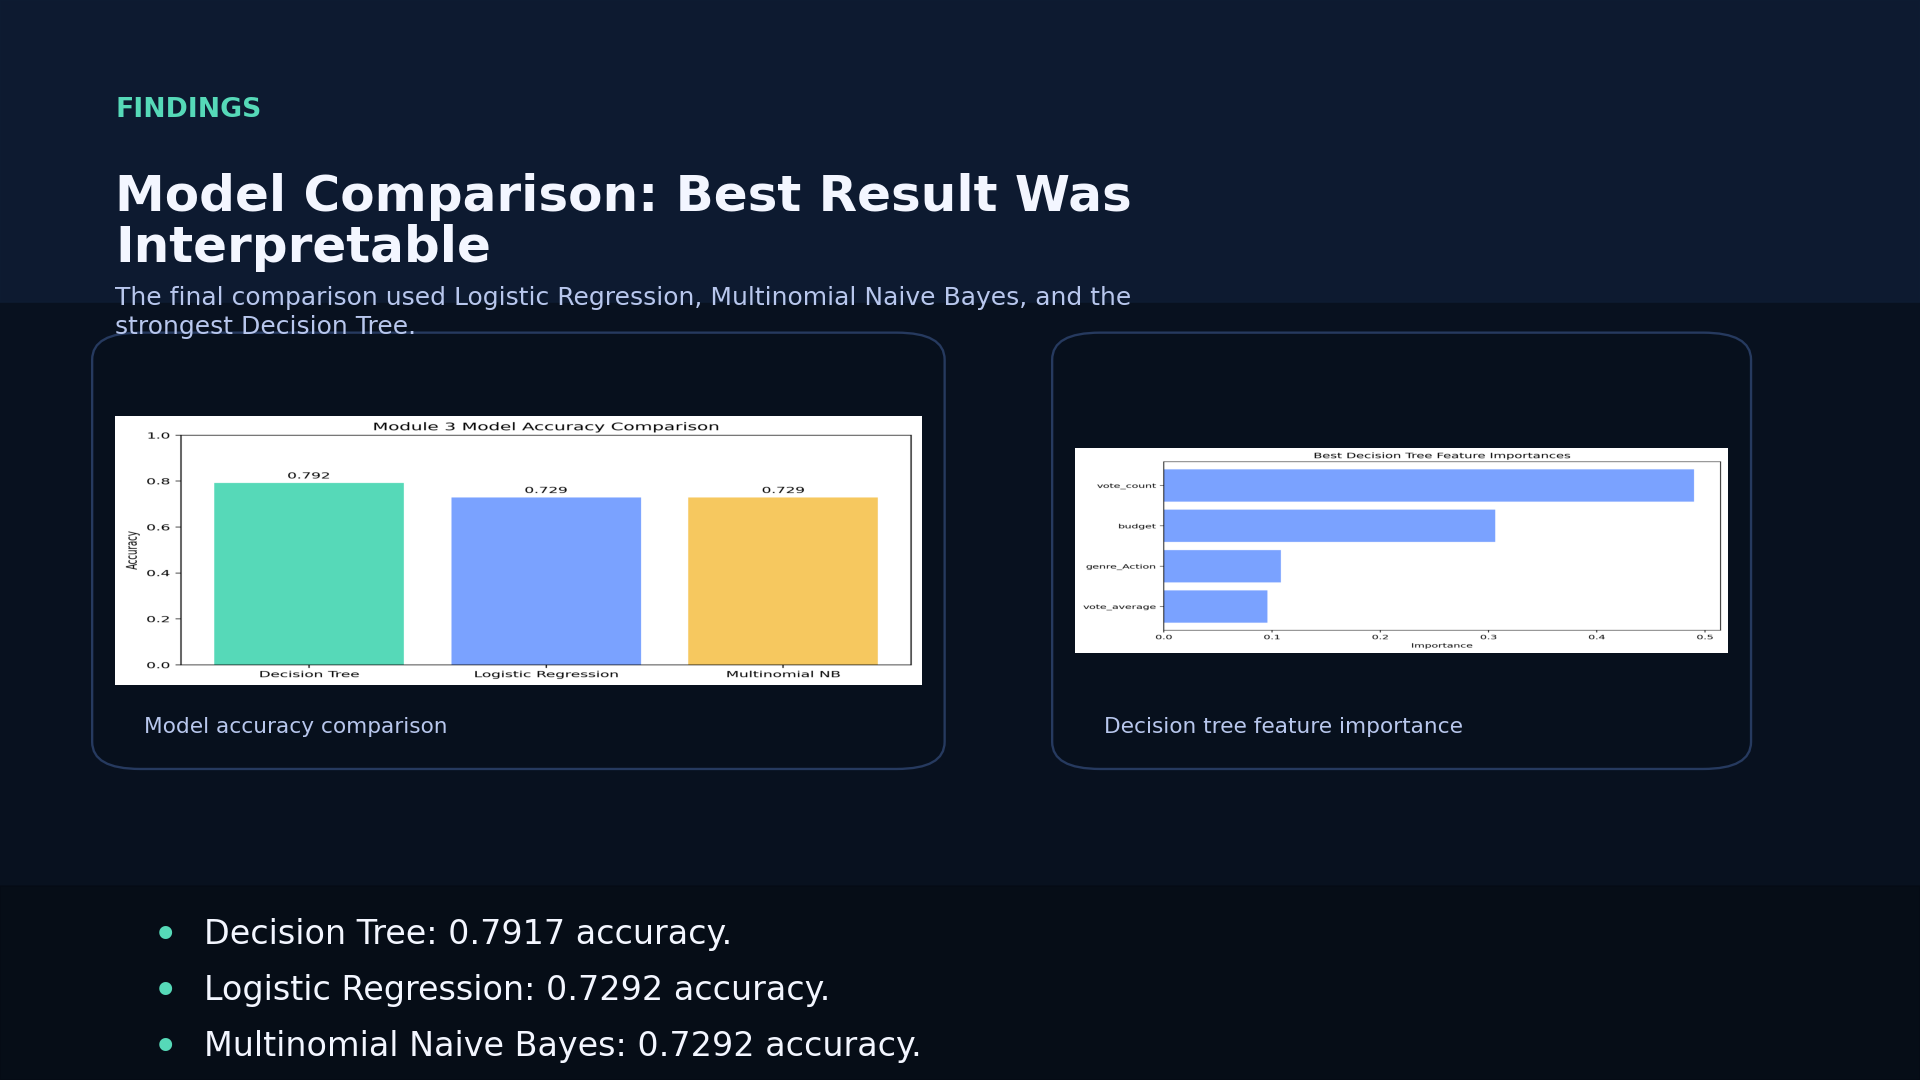 FINDINGS
Model Comparison: Best Result Was
Interpretable
The final comparison used Logistic Regression, Multinomial Naive Bayes, and the
strongest Decision Tree.
Module 3 Model Accuracy Comparison
1.0
0.8
0.6
0.4
0.2
0.0
Accuracy
0.792
0.729
0.729
Decision Tree
Logistic Regression
Multinomial NB
Model accuracy comparison
Best Decision Tree Feature Importances
vote_count
budget
genre_Action
vote_average
0.0
0.1
0.2
0.3
0.4
0.5
Importance
Decision tree feature importance
• Decision Tree: 0.7917 accuracy.
• Logistic Regression: 0.7292 accuracy.
• Multinomial Naive Bayes: 0.7292 accuracy.